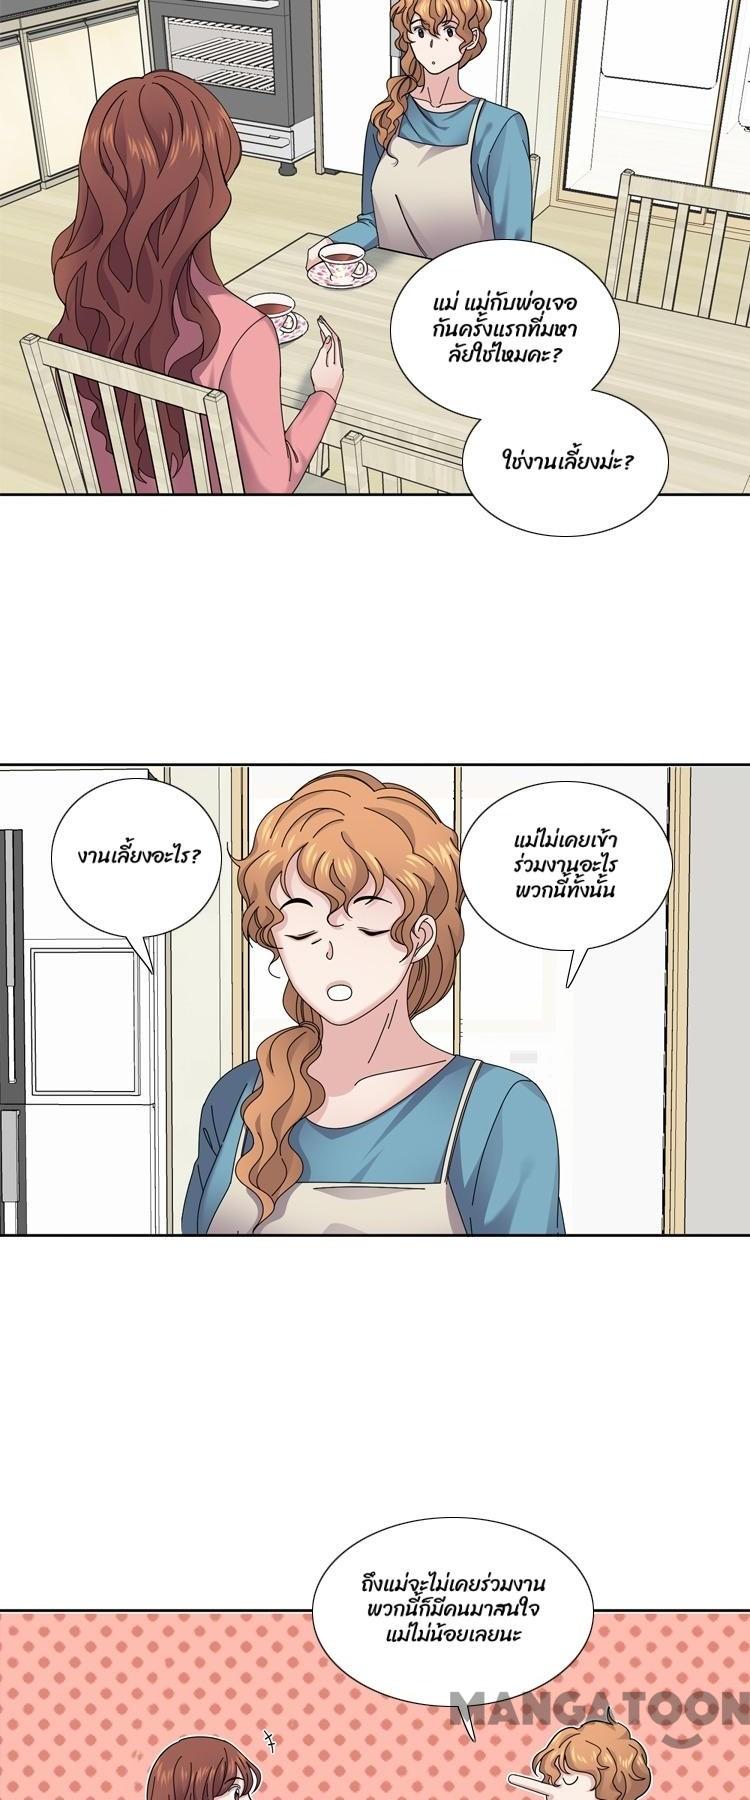 แม่ แม่กับพ่อเจอ
กันครั้งแรกที่มหา
ลัยใช่ไหมคะ?
ใช่งานเลี้ยงม่ะ?
งานเลี้ยงอะไร?
แม่ไม่เคยเข้า
ร่วมงานอะไร
พวกนี้ทั้งนั้น
ถึงแม่จะไม่เคยร่วมงาน
พวกนี้ก็มีคนมาสนใจ
แม่ไม่น้อยเลยนะ
MANGATOON